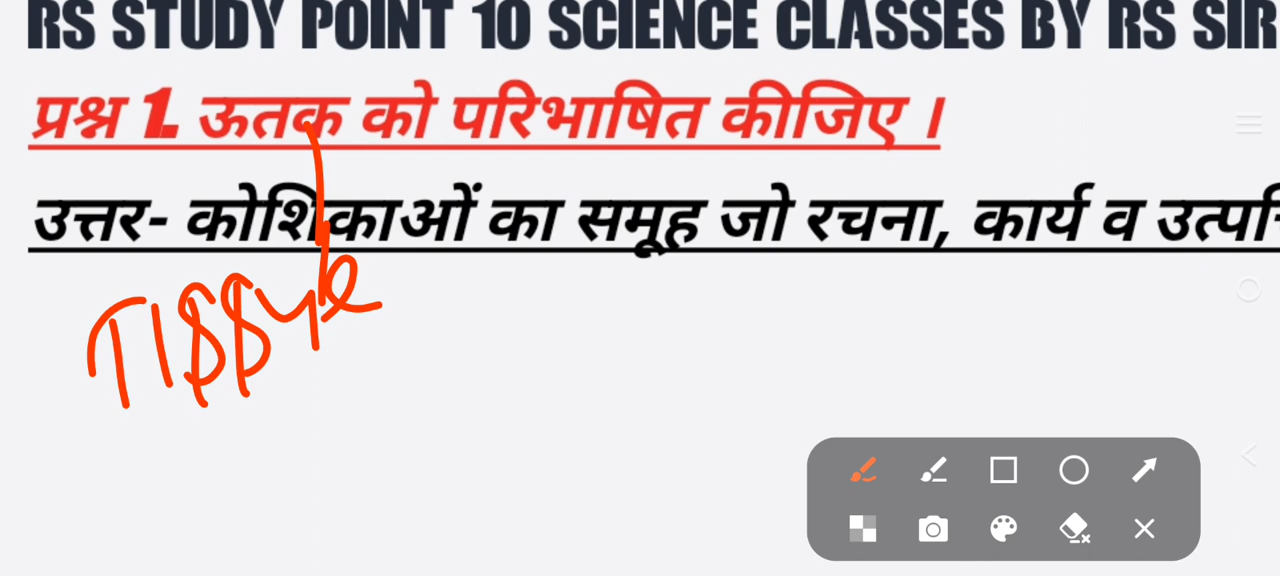 RS STUDY POINT 10 SCIENCE CLASSES BY RS SIR
प्रश्न 1. ऊतक को परिभाषित कीजिए ।
उत्तर- कोशिकाओं का समूह जो रचना, कार्य व
Tissue